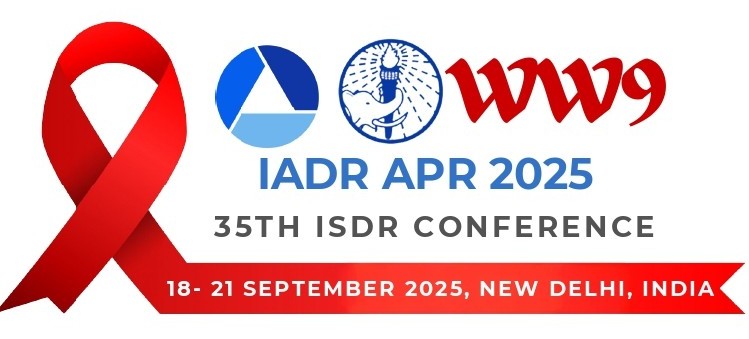 WW9
IADR APR 2025
35TH ISDR CONFERENCE
18- 21 SEPTEMBER 2025, NEW DELHI, INDIA